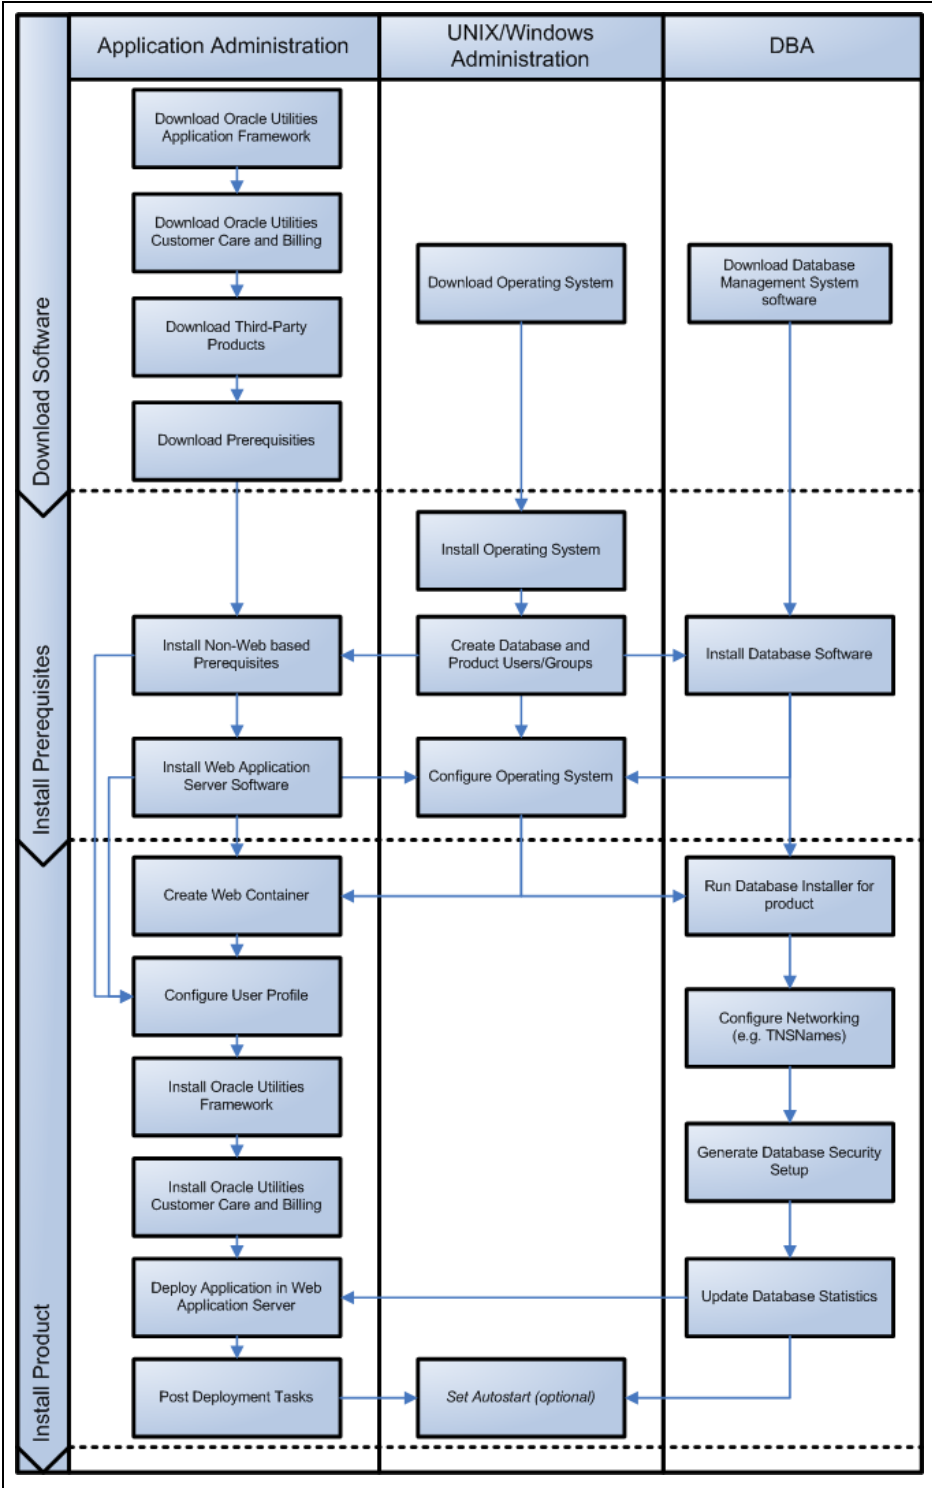 Application Administration
UNIX/Windows
Administration
DBA
Download Software
Download Oracle Utilities
Application Framework
Download Oracle Utilities
Customer Care and Billing
Download Third-Party
Products
Download Prerequisities
Download Operating System
Download Database
Management System
software
Install Prerequisites
Install Operating System
Install Non-Web based
Prerequisites
Create Database and
Product Users/Groups
Install Database Software
Install Web Application
Server Software
Configure Operating System
Install Product
Create Web Container
Run Database Installer for
product
Configure User Profile
Configure Networking
(e.g. TNSNames)
Install Oracle Utilities
Framework
Generate Database Security
Setup
Install Oracle Utilities
Customer Care and Billing
Deploy Application in Web
Application Server
Update Database Statistics
Post Deployment Tasks
Set Autostart (optional)